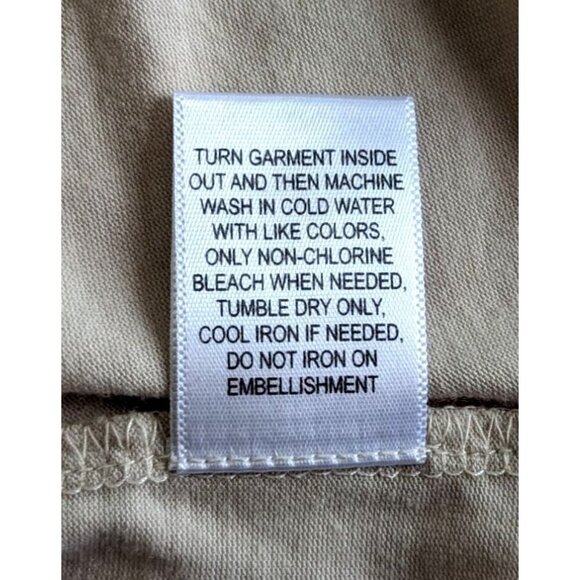 TURN GARMENT INSIDE
OUT AND THEN MACHINE
WASH IN COLD WATER
WITH LIKE COLORS,
ONLY NON-CHLORINE
BLEACH WHEN NEEDED,
TUMBLE DRY ONLY,
COOL IRON IF NEEDED,
DO NOT IRON ON
EMBELLISHMENT